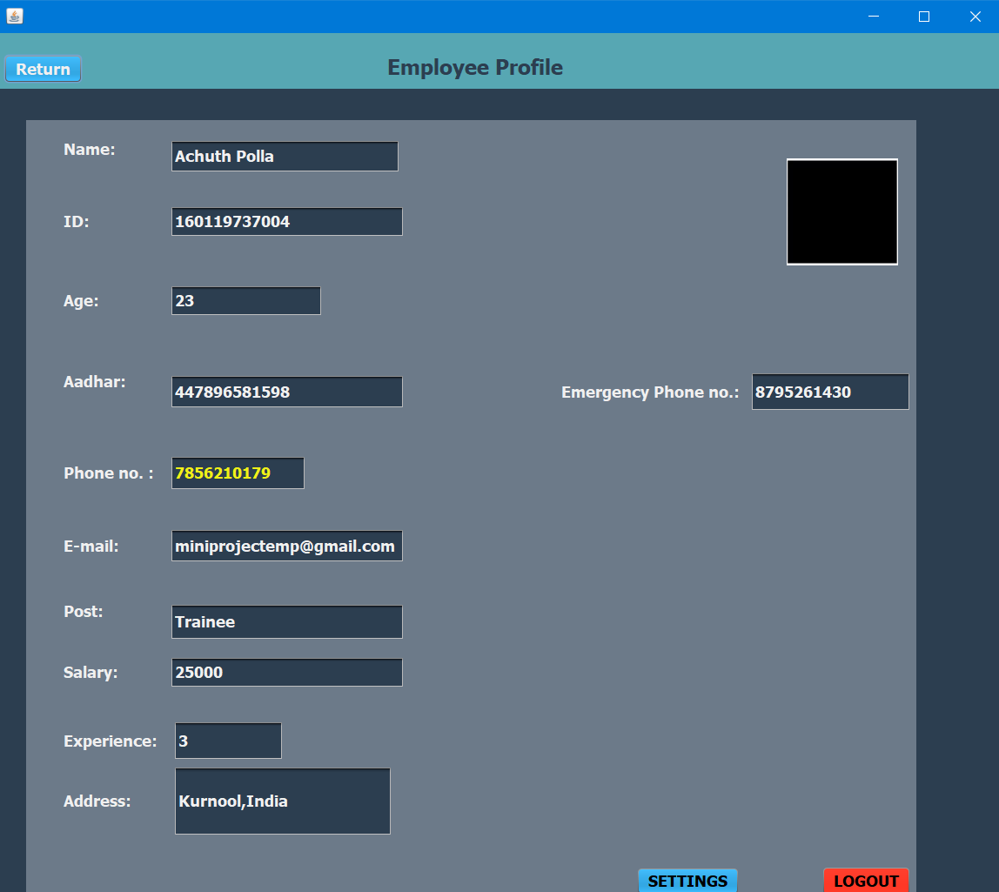 Return
Employee Profile
Name: Achuth Polla
ID: 160119737004
Age: 23
Aadhar: 447896581598
Emergency Phone no.: 8795261430
Phone no. : 7856210179
E-mail: miniprojectemp@gmail.com
Post: Trainee
Salary: 25000
Experience: 3
Address: Kurnool,India
SETTINGS
LOGOUT